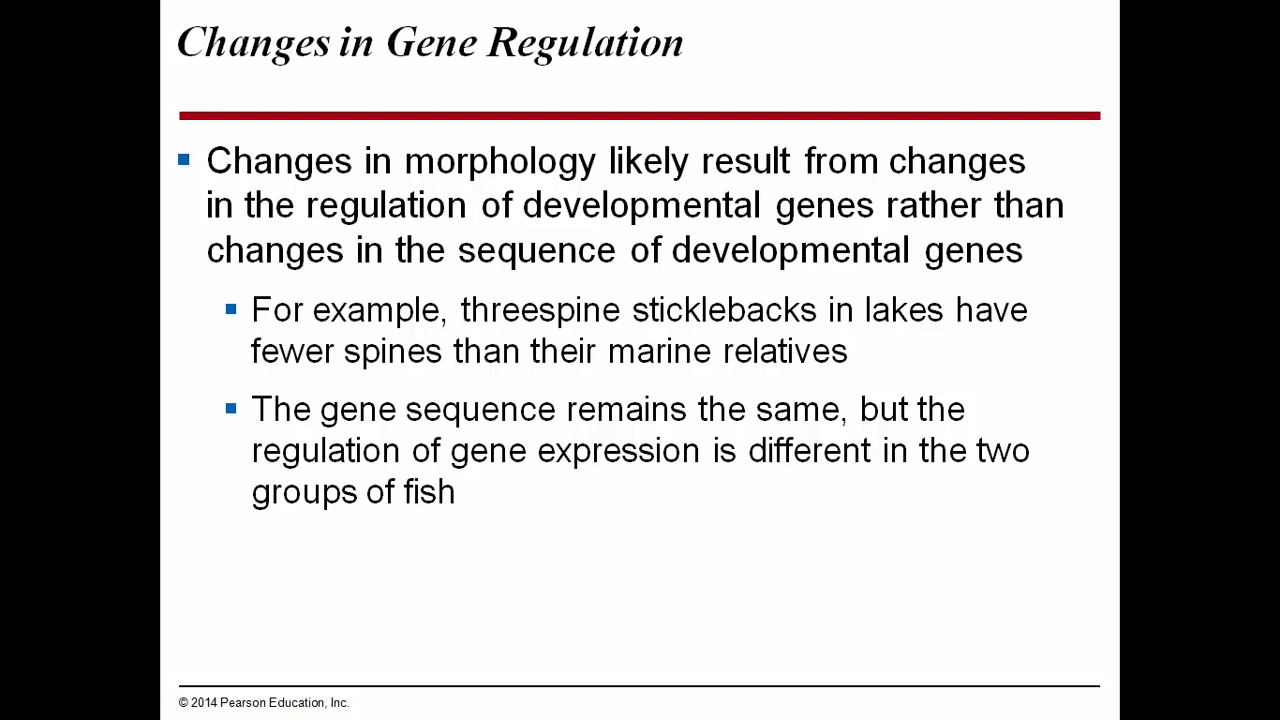 Changes in Gene Regulation
▪ Changes in morphology likely result from changes
in the regulation of developmental genes rather than
changes in the sequence of developmental genes
▪ For example, threespine sticklebacks in lakes have
fewer spines than their marine relatives
▪ The gene sequence remains the same, but the
regulation of gene expression is different in the two
groups of fish
© 2014 Pearson Education, Inc.